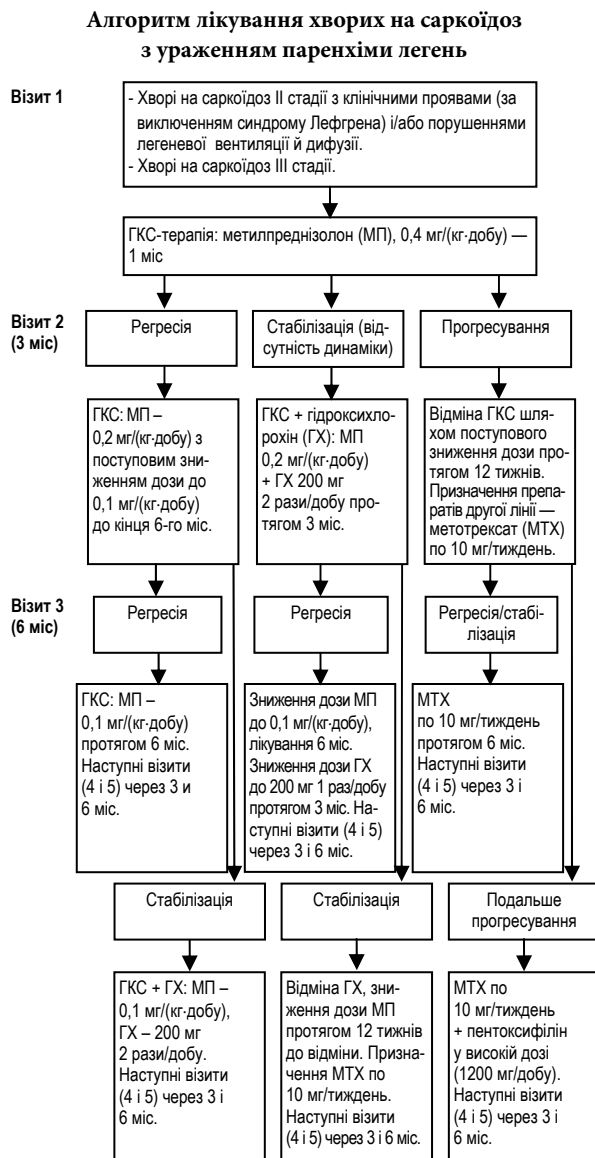 Алгоритм лікування хворих на саркоїдоз
з ураженням паренхіми легень
Візит 1
- Хворі на саркоїдоз II стадії з клінічними проявами (за
виключенням синдрому Лефгрена) і/або порушеннями
легеневої вентиляції й дифузії.
- Хворі на саркоїдоз III стадії.
ГКС-терапія: метилпреднізолон (МП), 0,4 мг/(кг·добу) —
1 міс
Візит 2
(3 міс)
Регресія
Стабілізація (від-
сутність динаміки)
Прогресування
ГКС: МП –
0,2 мг/(кг·добу) з
поступовим зни-
женням дози до
0,1 мг/(кг·добу)
до кінця 6-го міс.
ГКС + гідроксихло-
рохін (ГХ): МП
0,2 мг/(кг·добу)
+ ГХ 200 мг
2 рази/добу про-
тягом 3 міс.
Відміна ГКС шля-
хом поступового
зниження дози про-
тягом 12 тижнів.
Призначення препа-
ратів другої лінії —
метотрексат (МТХ)
по 10 мг/тиждень.
Візит 3
(6 міс)
Регресія
Регресія
Регресія/стабі-
лізація
ГКС: МП –
0,1 мг/(кг·добу)
протягом 6 міс.
Наступні візити
(4 і 5) через 3 и
6 міс.
Зниження дози МП
до 0,1 мг/(кг·добу),
лікування 6 міс.
Зниження дози ГХ
до 200 мг 1 раз/добу
протягом 3 міс. На-
ступні візити (4 і 5)
через 3 і 6 міс.
МТХ
по 10 мг/тиждень
протягом 6 міс.
Наступні візити
(4 і 5) через 3 і
6 міс.
Стабілізація
Стабілізація
Подальше
прогресування
ГКС + ГХ: МП –
0,1 мг/(кг·добу),
ГХ – 200 мг
2 рази/добу.
Наступні візити
(4 і 5) через 3 і
6 міс.
Відміна ГХ, зни-
ження дози МП
протягом 12 тижнів
до відміни. Призна-
чення МТХ по
10 мг/тиждень.
Наступні візити
(4 і 5) через 3 і 6 міс.
МТХ по
10 мг/тиждень
+ пентоксифілін
у високій дозі
(1200 мг/добу).
Наступні візити
(4 і 5) через 3 і
6 міс.